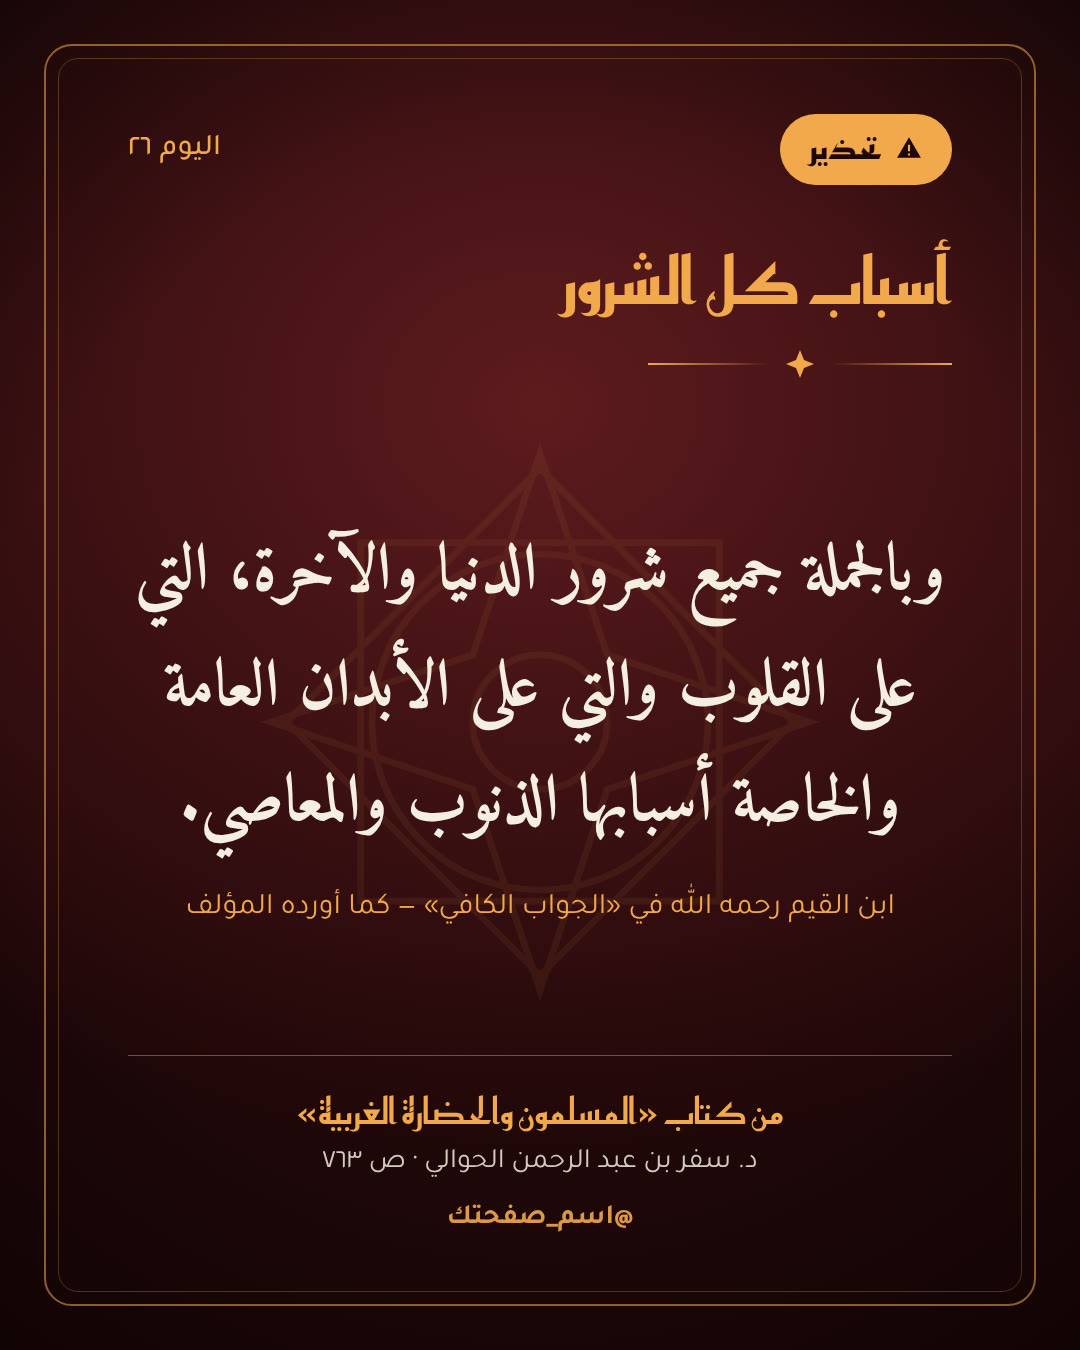 تحذير
اليوم ٢٦
أسباب كل الشرور
وبالجملة جميع شرور الدنيا والآخرة، التي
على القلوب والتي على الأبدان العامة
والخاصة أسبابها الذنوب والمعاصي.
ابن القيم رحمه الله في «الجواب الكافي» – كما أورده المؤلف
من كتاب «المسلمون والحضارة الغربية»
د. سفر بن عبد الرحمن الحوالي · ص ٧٦٣
@اسم_صفحتك